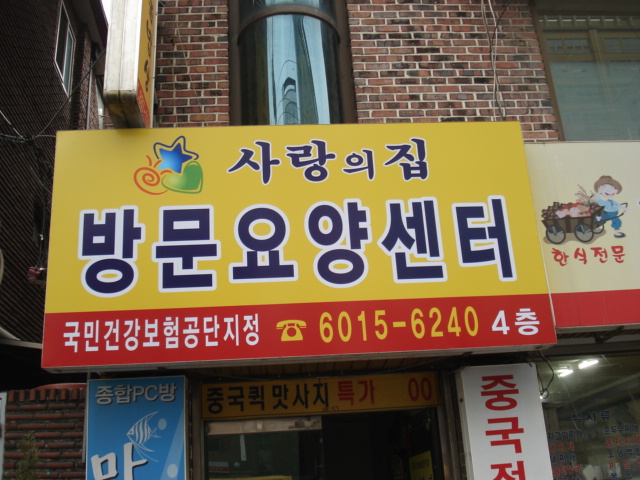 사랑의집
방문요양센터
국민건강보험공단지정 ☎ 6015-6240 4층
한식전문
종합PC방
중국퀵 맛사지 특가 00
중국전